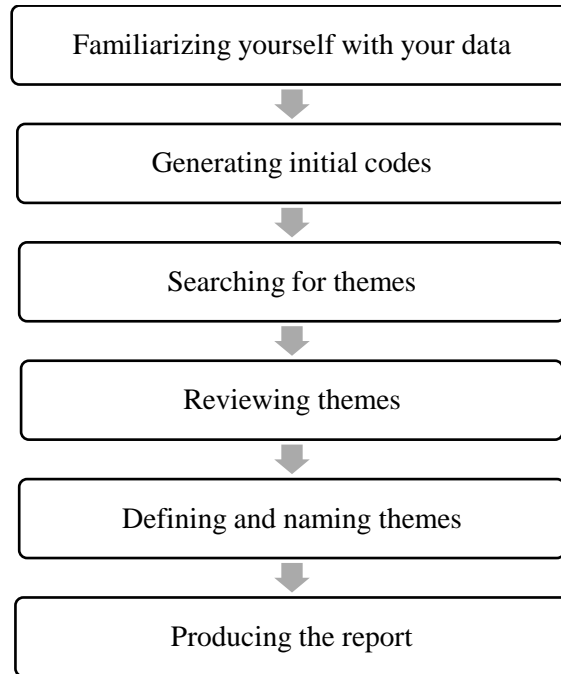 Familiarizing yourself with your data
Generating initial codes
Searching for themes
Reviewing themes
Defining and naming themes
Producing the report